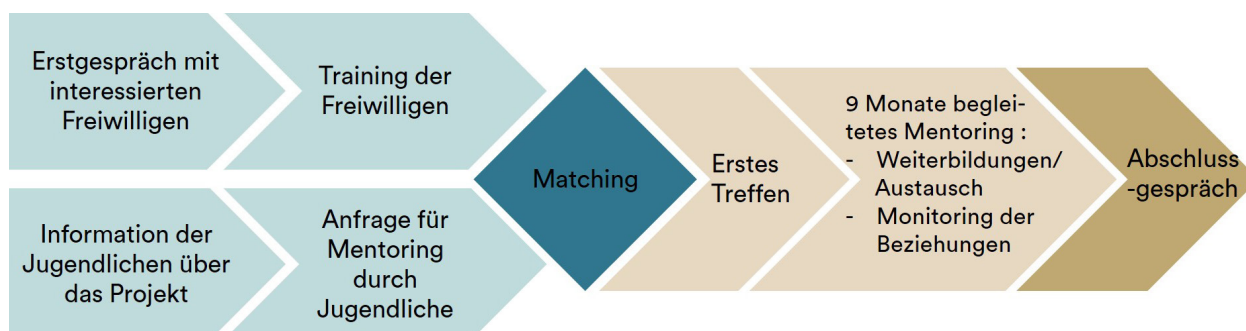 Erstgespräch mit
interessierten
Freiwilligen
Training der
Freiwilligen
Information der
Jugendlichen über
das Projekt
Anfrage für
Mentoring
durch
Jugendliche
Matching
Erstes
Treffen
9 Monate beglei-
tetes Mentoring :
- Weiterbildungen/
Austausch
- Monitoring der
Beziehungen
Abschluss
-gespräch